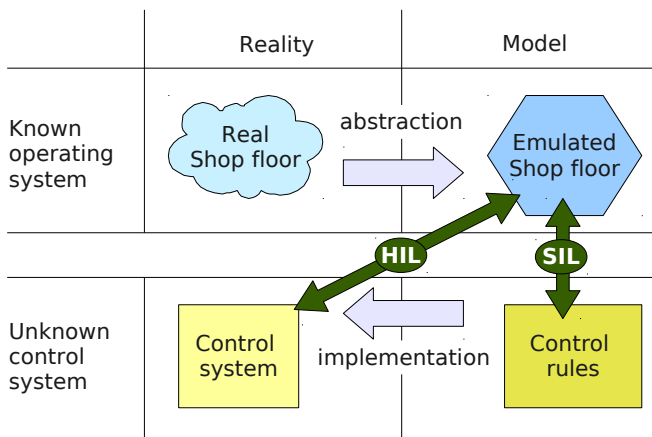 Reality
Model
Known
operating
system
Real
Shop floor
abstraction
Emulated
Shop floor
HIL
SIL
Unknown
control
system
Control
system
implementation
Control
rules